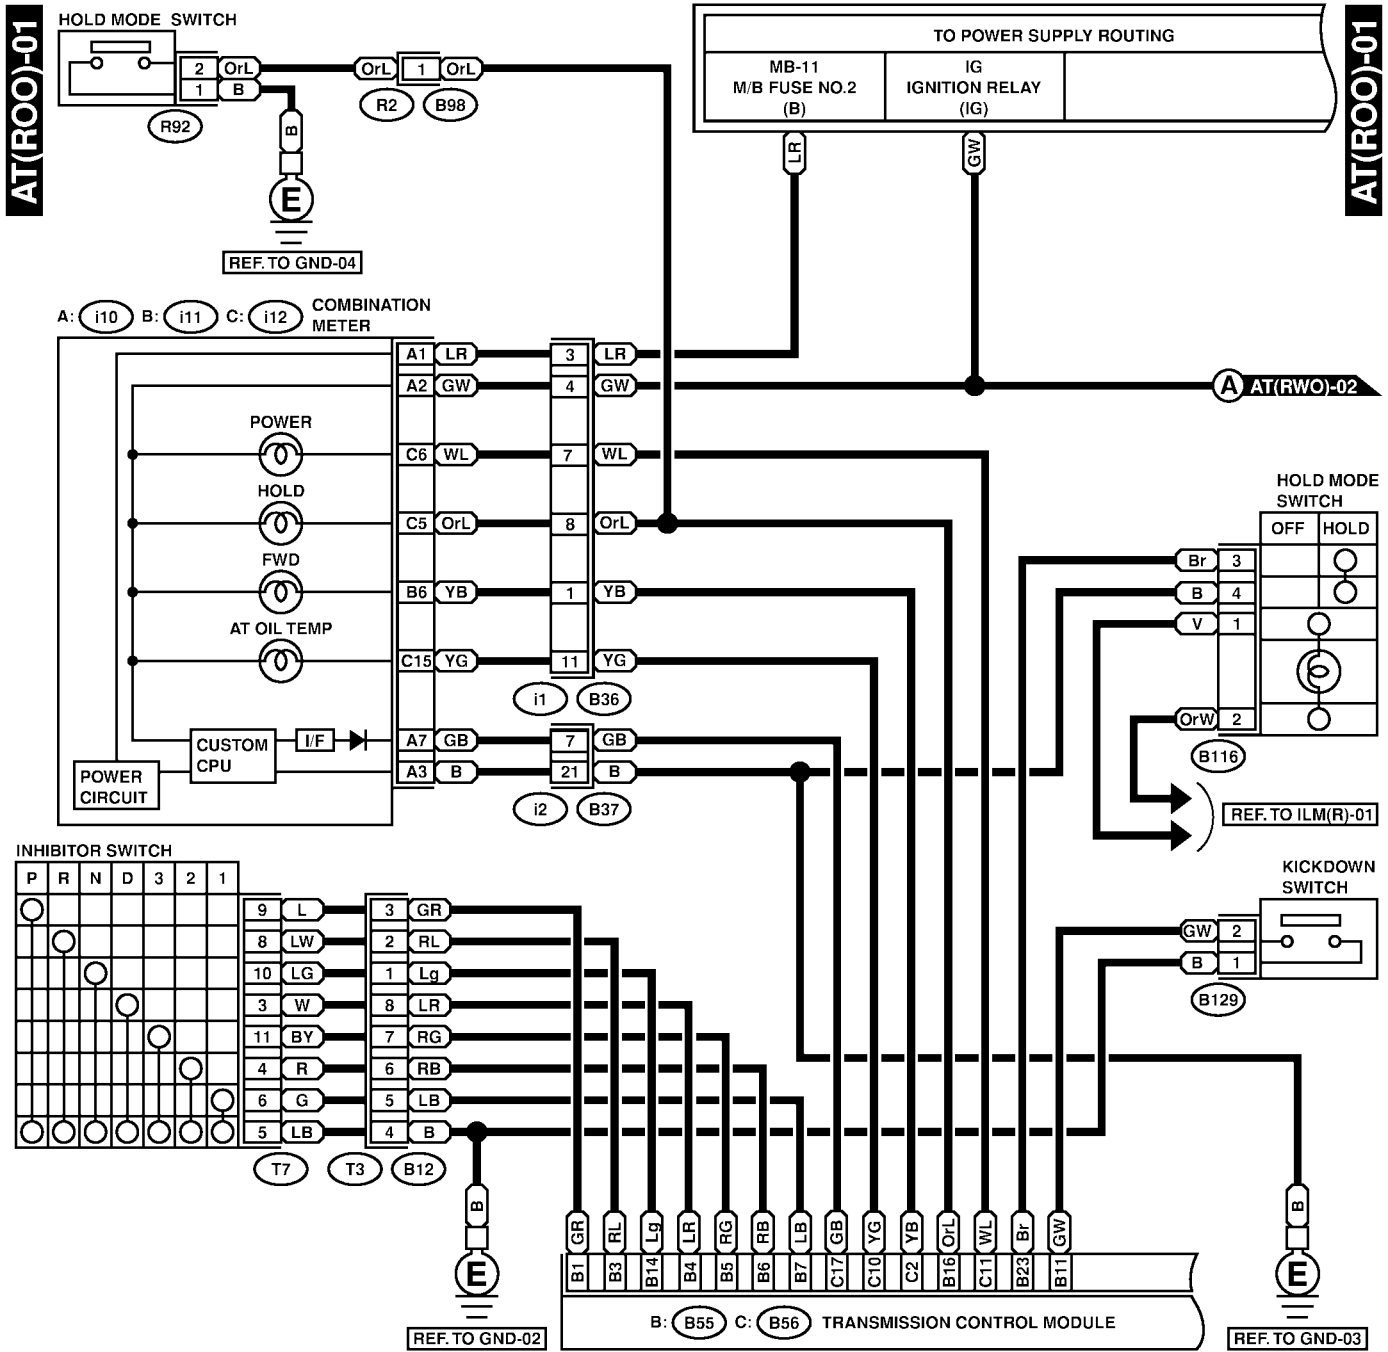 AT(ROO)-01
HOLD MODE SWITCH
2 OrL OrL 1 OrL
1 B
R92
R2 B98
B
E
REF. TO GND-04
TO POWER SUPPLY ROUTING
MB-11
M/B FUSE NO.2
(B)
IG
IGNITION RELAY
(IG)
LR
GW
AT(ROO)-01
A: i10 B: i11 C: i12
COMBINATION
METER
A1 LR 3 LR
A2 GW 4 GW
A AT(RWO)-02
POWER
C6 WL 7 WL
HOLD
C5 OrL 8 OrL
FWD
B6 YB 1 YB
AT OIL TEMP
C15 YG 11 YG
i1 B36
CUSTOM
CPU
I/F
A7 GB 7 GB
POWER
CIRCUIT
A3 B 21 B
i2 B37
HOLD MODE
SWITCH
OFF HOLD
Br 3
B 4
V 1
OrW 2
B116
REF. TO ILM(R)-01
KICKDOWN
SWITCH
GW 2
B 1
B129
INHIBITOR SWITCH
P R N D 3 2 1
9 L 3 GR
8 LW 2 RL
10 LG 1 Lg
3 W 8 LR
11 BY 7 RG
4 R 6 RB
6 G 5 LB
5 LB 4 B
T7 T3 B12
B
E
REF. TO GND-02
GR RL Lg LR RG RB LB GB YG YB OrL WL Br GW
B1 B3 B14 B4 B5 B6 B7 C17 C10 C2 B16 C11 B23 B11
B: B55 C: B56 TRANSMISSION CONTROL MODULE
B
E
REF. TO GND-03